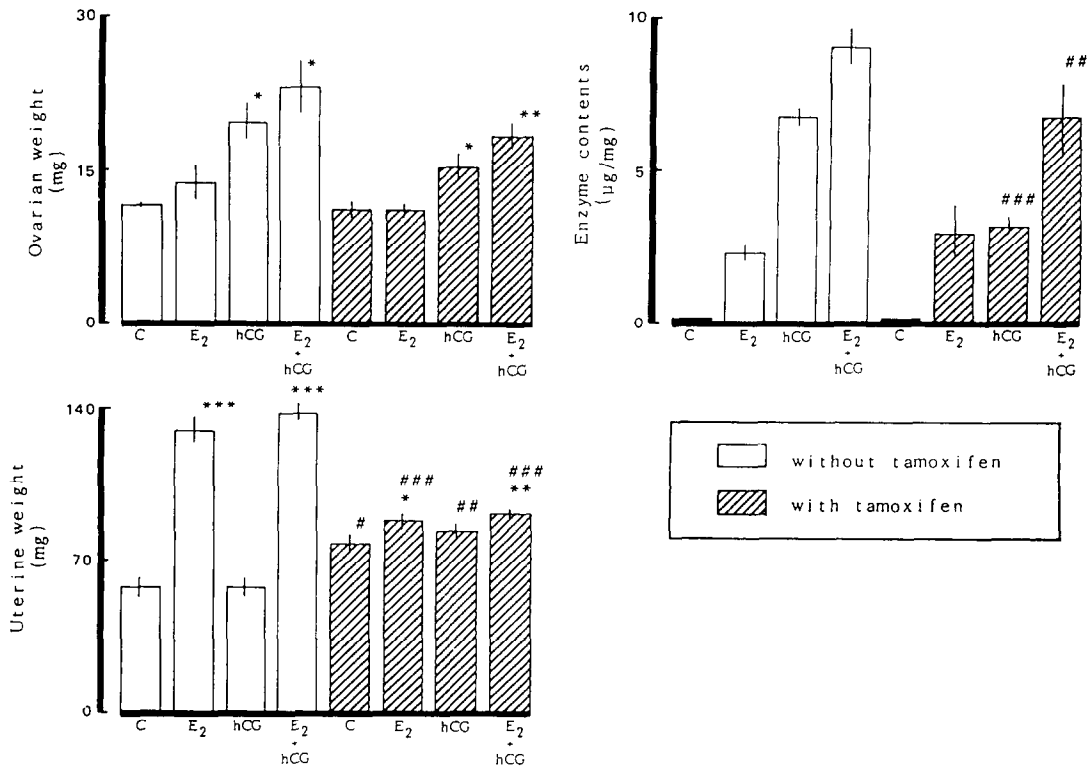 30
Ovarian weight
(mg)
15
0
*
*
*
**
C
E2
hCG
E2
+
hCG
C
E2
hCG
E2
+
hCG
10
Enzyme contents
(µg/mg)
5
0
###
##
C
E2
hCG
E2
+
hCG
C
E2
hCG
E2
+
hCG
140
Uterine weight
(mg)
70
0
***
***
#
###
*
##
###
**
C
E2
hCG
E2
+
hCG
C
E2
hCG
E2
+
hCG
without tamoxifen
with tamoxifen